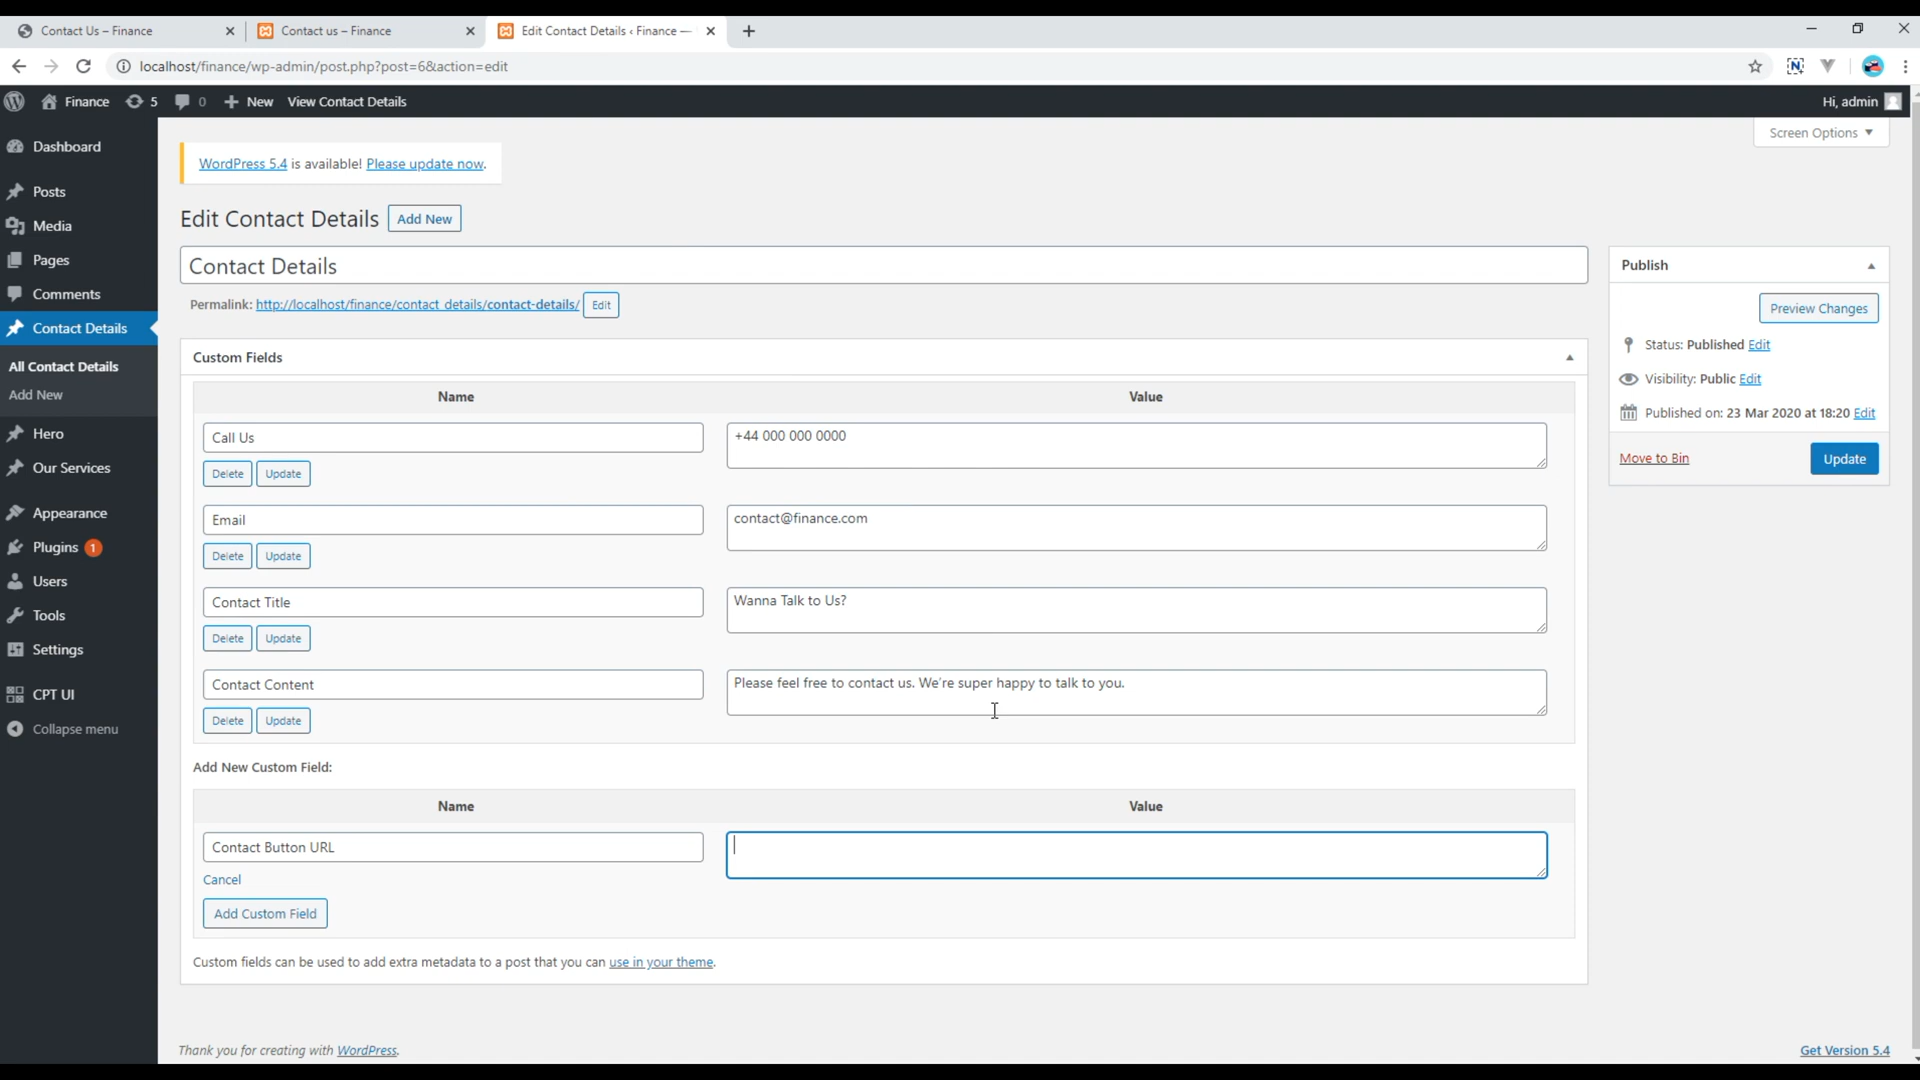 Contact Us – Finance
Contact us – Finance
Edit Contact Details ‹ Finance —
localhost/finance/wp-admin/post.php?post=6&action=edit
Finance 5 0 New View Contact Details Hi, admin
Screen Options
Dashboard
Posts
Media
Pages
Comments
Contact Details
All Contact Details
Add New
Hero
Our Services
Appearance
Plugins 1
Users
Tools
Settings
CPT UI
Collapse menu
WordPress 5.4 is available! Please update now.
Edit Contact Details Add New
Contact Details
Permalink: http://localhost/finance/contact_details/contact-details/ Edit
Custom Fields
Name Value
Call Us +44 000 000 0000
Delete Update
Email contact@finance.com
Delete Update
Contact Title Wanna Talk to Us?
Delete Update
Contact Content Please feel free to contact us. We're super happy to talk to you.
Delete Update
Add New Custom Field:
Name Value
Contact Button URL
Cancel
Add Custom Field
Custom fields can be used to add extra metadata to a post that you can use in your theme.
Publish
Preview Changes
Status: Published Edit
Visibility: Public Edit
Published on: 23 Mar 2020 at 18:20 Edit
Move to Bin Update
Thank you for creating with WordPress.
Get Version 5.4